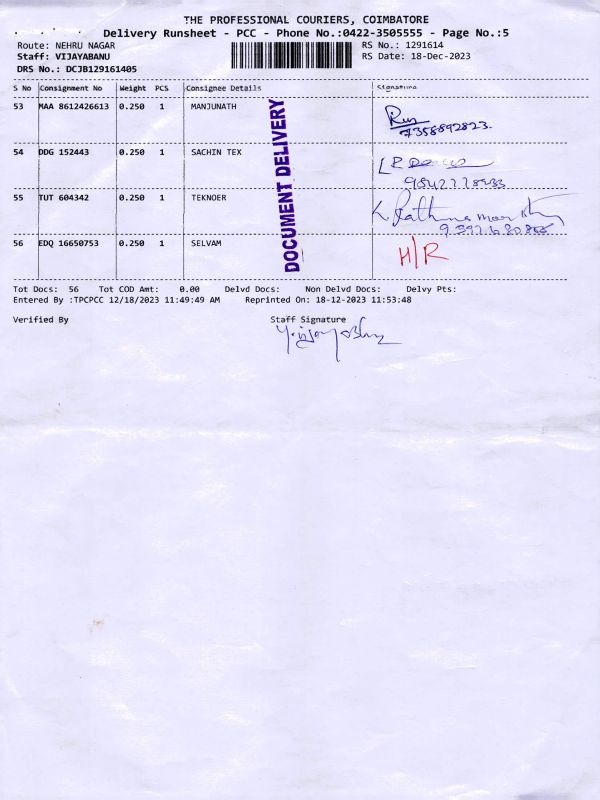 THE PROFESSIONAL COURIERS, COIMBATORE
Delivery Runsheet - PCC - Phone No.:0422-3505555 - Page No.:5
Route: NEHRU NAGAR RS No.: 1291614
Staff: VIJAYABANU RS Date: 18-Dec-2023
DRS No.: DCJB129161405
S No Consignment No Weight PCS Consignee Details Signature
53 MAA 8612426613 0.250 1 MANJUNATH
7358892823
54 DDG 152443 0.250 1 SACHIN TEX
55 TUT 604342 0.250 1 TEKNOER
56 EDQ 16650753 0.250 1 SELVAM H/R
DOCUMENT DELIVERY
Tot Docs: 56 Tot COD Amt: 0.00 Delvd Docs: Non Delvd Docs: Delvy Pts:
Entered By :TPCPCC 12/18/2023 11:49:49 AM Reprinted On: 18-12-2023 11:53:48
Verified By Staff Signature